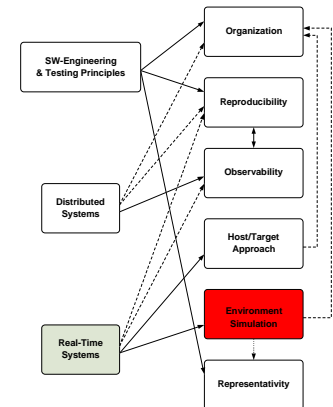 Organization
SW-Engineering
& Testing Principles
Reproducibility
Observability
Distributed
Systems
Host/Target
Approach
Environment
Simulation
Real-Time
Systems
Representativity